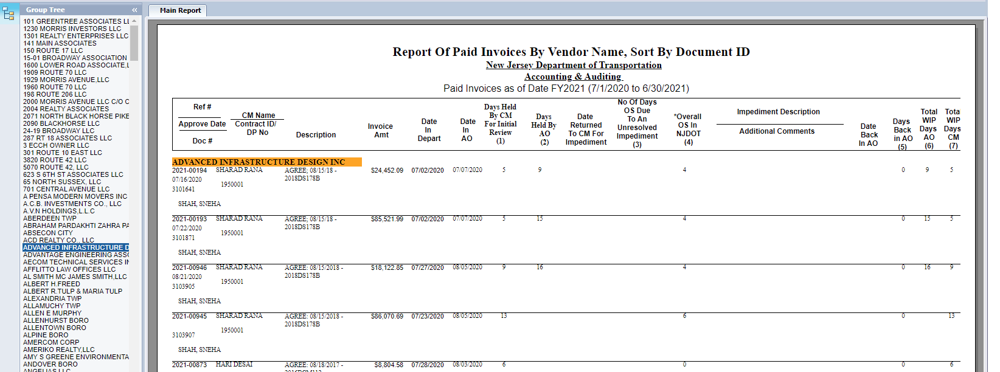 Group Tree «
101 GREENTREE ASSOCIATES LL
1230 MORRIS INVESTORS LLC
1301 REALTY ENTERPRISES LLC
141 MAIN ASSOCIATES
150 ROUTE 17 LLC
15-01 BROADWAY ASSOCIATION
1600 LOWER ROAD ASSOCIATE,L
1909 ROUTE 70 LLC
1929 MORRIS AVENUE,LLC
1960 ROUTE 70 LLC
198 ROUTE 206 LLC
2000 MORRIS AVENUE LLC C/O C
2004 REALTY ASSOCIATES
2071 NORTH BLACK HORSE PIKE
2090 BLACKHORSE LLC
24-19 BROADWAY LLC
287 RT 18 ASSOCIATES LLC
3 ECCH OWNER LLC
301 ROUTE 10 EAST LLC
3820 ROUTE 42 LLC
5070 ROUTE 42, LLC
623 S 6TH ST ASSOCIATES LLC
65 NORTH SUSSEX, LLC
701 CENTRAL AVENUE LLC
A PENSA MODERN MOVERS INC
A.C.B. INVESTMENTS CO., LLC
A.V.N HOLDINGS,L.L.C
ABERDEEN TWP
ABRAHAM PARDAKHTI ZAHRA PA
ABSECON CITY
ACD REALTY CO., LLC
ADVANCED INFRASTRUCTURE D
ADVANTAGE ENGINEERING ASSO
AECOM TECHNICAL SERVICES IN
AFFLITTO LAW OFFICES LLC
AL SMITH MC JAMES SMITH,LLC
ALBERT H.FREED
ALBERT R.TULP & MARIA TULP
ALEXANDRIA TWP
ALLAMUCHY TWP
ALLEN E MURPHY
ALLENHURST BORO
ALLENTOWN BORO
ALPINE BORO
AMERCOM CORP
AMERIKO REALTY,LLC
AMY S GREENE ENVIRONMENTA
ANDOVER BORO
ANGELIAS LLC
Main Report
Report Of Paid Invoices By Vendor Name, Sort By Document ID
New Jersey Department of Transportation
Accounting & Auditing
Paid Invoices as of Date FY2021 (7/1/2020 to 6/30/2021)
Ref #
Approve Date
Doc #
CM Name
Contract ID/
DP No
Description
Invoice
Amt
Date
In
Depart
Date
In
AO
Days Held
By CM
For Initial
Review
(1)
Days
Held By
AO
(2)
Date
Returned
To CM For
Impediment
No Of Days
OS Due
To An
Unresolved
Impediment
(3)
*Overall
OS In
NJDOT
(4)
Impediment Description
Additional Comments
Date
Back
In AO
Days
Back
in AO
(5)
Total
WIP
Days
AO
(6)
Total
WIP
Days
CM
(7)
ADVANCED INFRASTRUCTURE DESIGN INC
2021-00194 SHARAD RANA AGREE; 08/15/18 - $24,452.09 07/02/2020 07/07/2020 5 9 4 0 9 5
07/16/2020 2018DS178B
1950001
3101641
SHAH, SNEHA
2021-00193 SHARAD RANA AGREE; 08/15/18 - $85,521.99 07/02/2020 07/07/2020 5 15 4 0 15 5
07/22/2020 2018DS178B
1950001
3101871
SHAH, SNEHA
2021-00946 SHARAD RANA AGREE: 08/15/2018 - $18,122.85 07/27/2020 08/05/2020 9 16 4 0 16 9
08/21/2020 2018DS178B
1950001
3103905
SHAH, SNEHA
2021-00945 SHARAD RANA AGREE: 08/15/2018 - $86,070.69 07/23/2020 08/05/2020 13 6 0 13
2018DS178B
1950001
3103907
SHAH, SNEHA
2021-00873 HARI DESAI AGREE: 08/18/2017 - $8,804.58 07/28/2020 08/03/2020 6 0 0 6